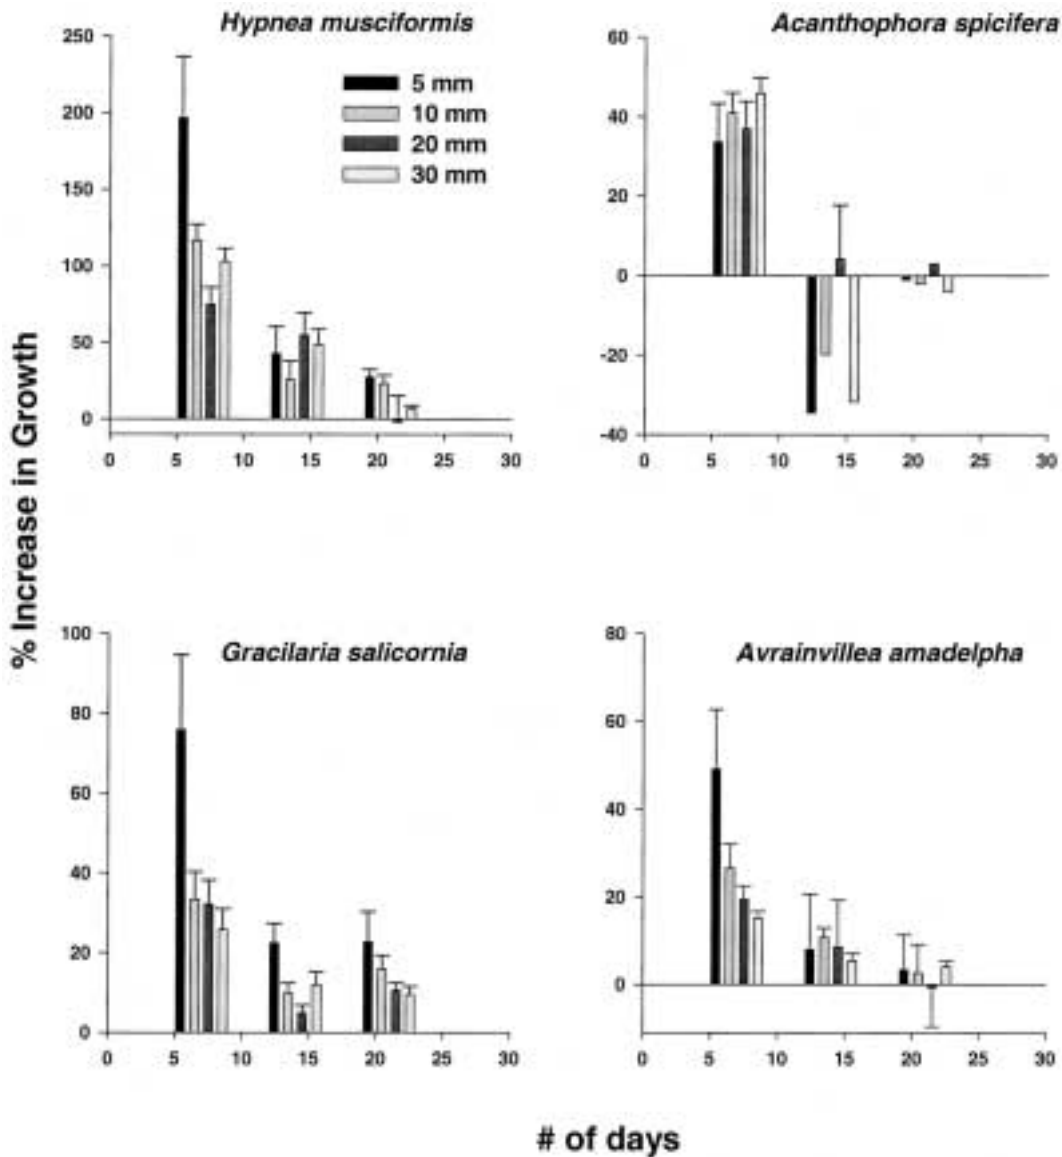 Hypnea musciformis
250
200
150
100
50
0
0 5 10 15 20 25 30
5 mm
10 mm
20 mm
30 mm
Acanthophora spicifera
60
40
20
0
-20
-40
0 5 10 15 20 25 30
% Increase in Growth
Gracilaria salicornia
100
80
60
40
20
0
0 5 10 15 20 25 30
Avrainvillea amadelpha
80
60
40
20
0
0 5 10 15 20 25 30
# of days